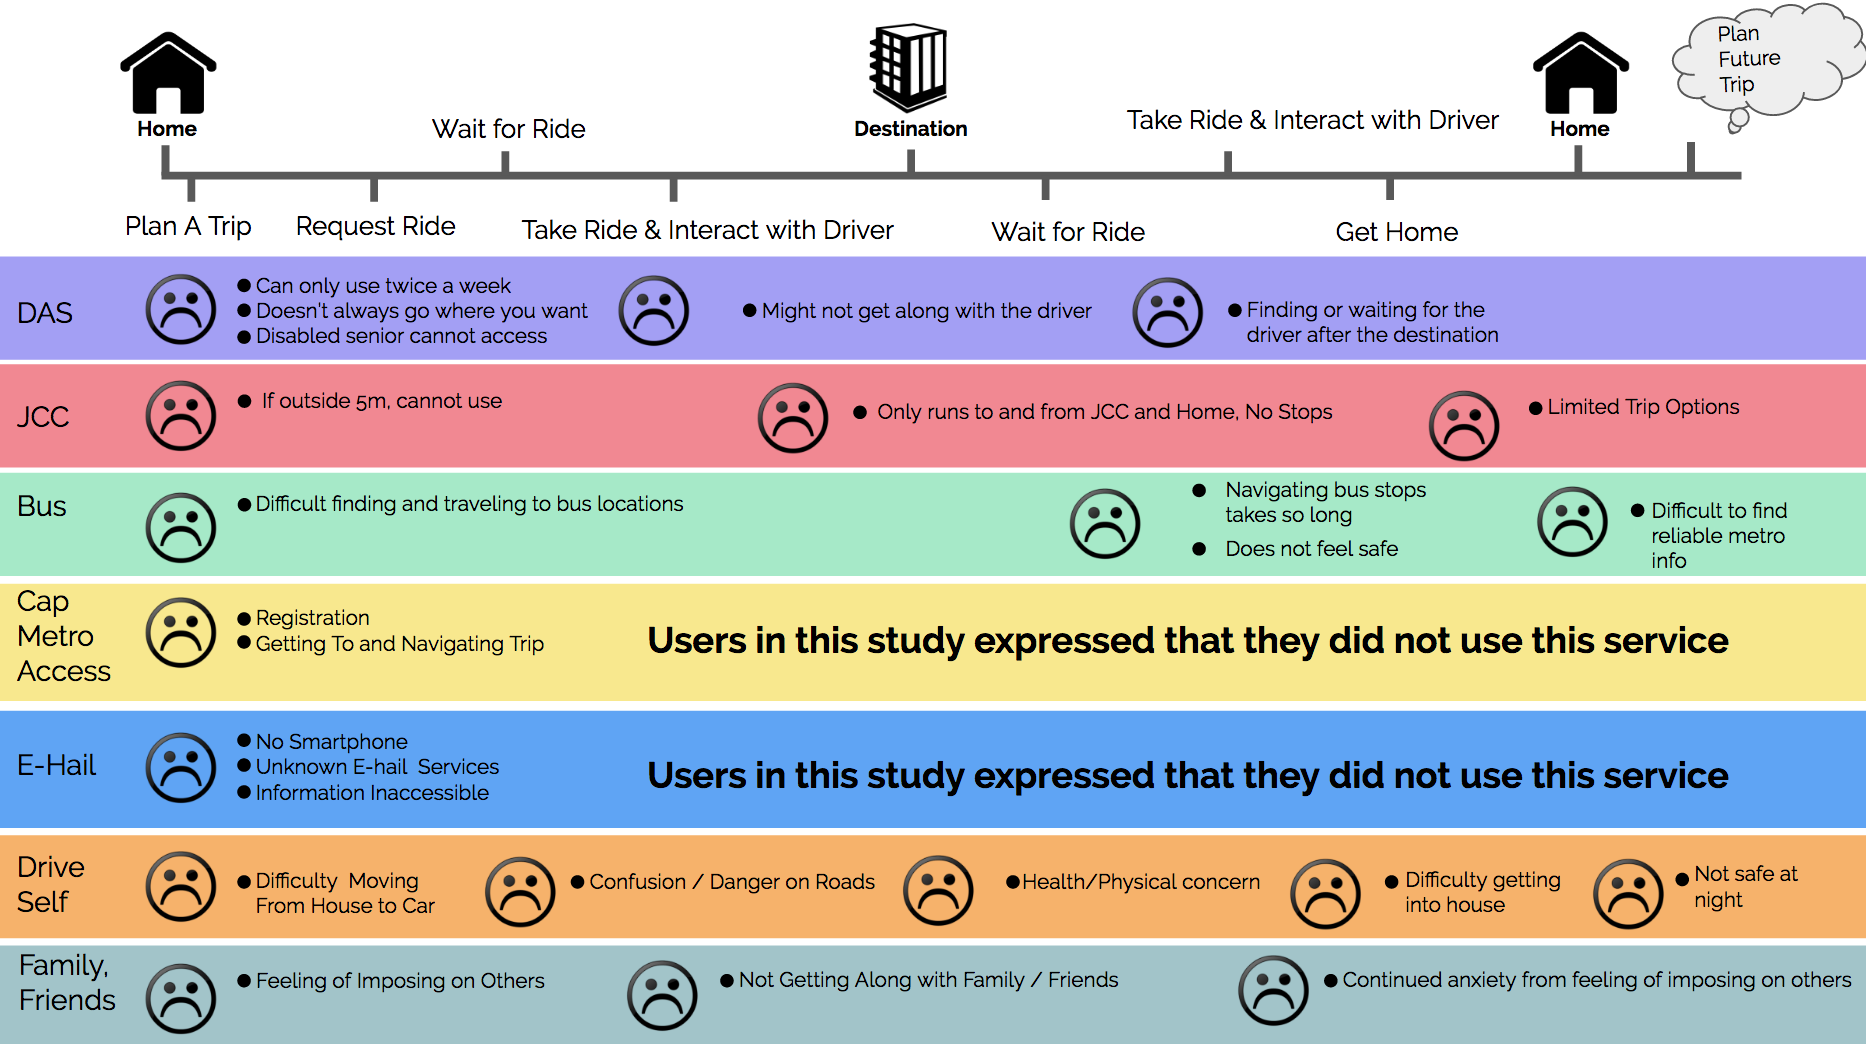 Plan
Future
Trip
Home
Wait for Ride
Destination
Take Ride & Interact with Driver
Home
Plan A Trip
Request Ride
Take Ride & Interact with Driver
Wait for Ride
Get Home
DAS
● Can only use twice a week
● Doesn't always go where you want
● Disabled senior cannot access
● Might not get along with the driver
● Finding or waiting for the
driver after the destination
JCC
● If outside 5m, cannot use
● Only runs to and from JCC and Home, No Stops
● Limited Trip Options
Bus
● Difficult finding and traveling to bus locations
● Navigating bus stops
takes so long
● Does not feel safe
● Difficult to find
reliable metro
info
Cap
Metro
Access
● Registration
● Getting To and Navigating Trip
Users in this study expressed that they did not use this service
E-Hail
● No Smartphone
● Unknown E-hail Services
● Information Inaccessible
Users in this study expressed that they did not use this service
Drive
Self
● Difficulty Moving
From House to Car
● Confusion / Danger on Roads
● Health/Physical concern
● Difficulty getting
into house
● Not safe at
night
Family,
Friends
● Feeling of Imposing on Others
● Not Getting Along with Family / Friends
● Continued anxiety from feeling of imposing on others